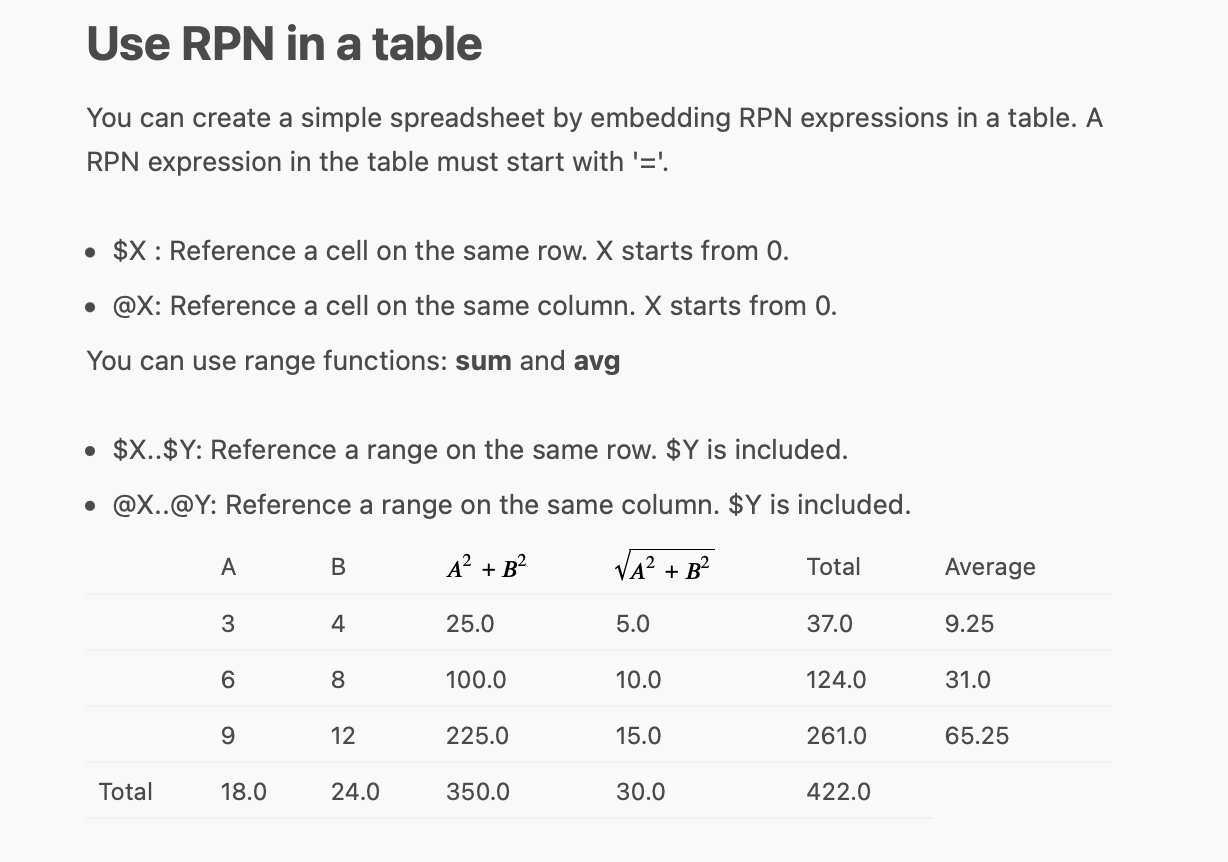 Use RPN in a table
You can create a simple spreadsheet by embedding RPN expressions in a table. A
RPN expression in the table must start with '='.
• $X : Reference a cell on the same row. X starts from 0.
• @X: Reference a cell on the same column. X starts from 0.
You can use range functions: sum and avg
• $X..$Y: Reference a range on the same row. $Y is included.
• @X..@Y: Reference a range on the same column. $Y is included.
A B A² + B² √(A² + B²) Total Average
3 4 25.0 5.0 37.0 9.25
6 8 100.0 10.0 124.0 31.0
9 12 225.0 15.0 261.0 65.25
Total 18.0 24.0 350.0 30.0 422.0